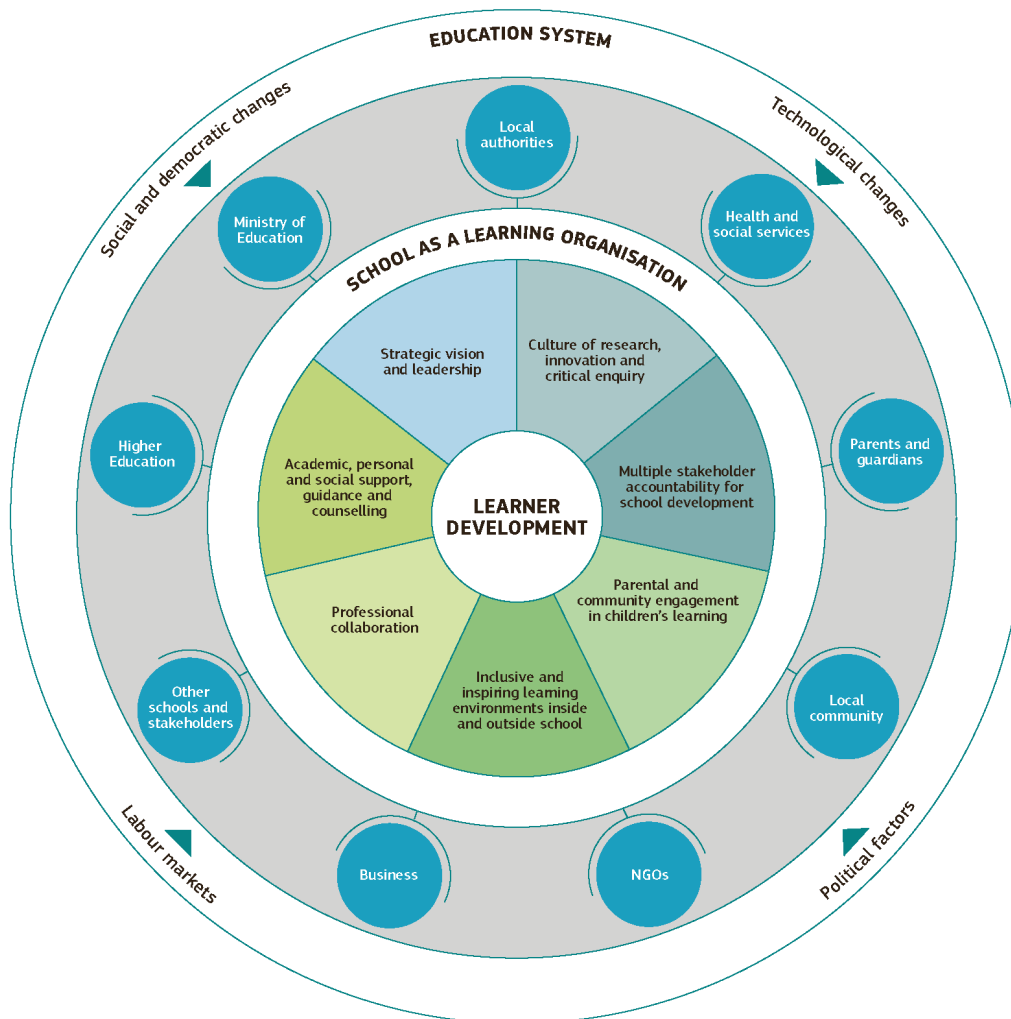 EDUCATION SYSTEM
Social and democratic changes
Technological changes
Local
authorities
Ministry of
Education
Health and
social services
SCHOOL AS A LEARNING ORGANISATION
Strategic vision
and leadership
Culture of research,
innovation and
critical enquiry
Higher
Education
Parents and
guardians
Academic, personal
and social support,
guidance and
counselling
Multiple stakeholder
accountability for
school development
LEARNER
DEVELOPMENT
Professional
collaboration
Parental and
community engagement
in children's learning
Inclusive and
inspiring learning
environments inside
and outside school
Other
schools and
stakeholders
Local
community
Labour markets
Political factors
Business
NGOs